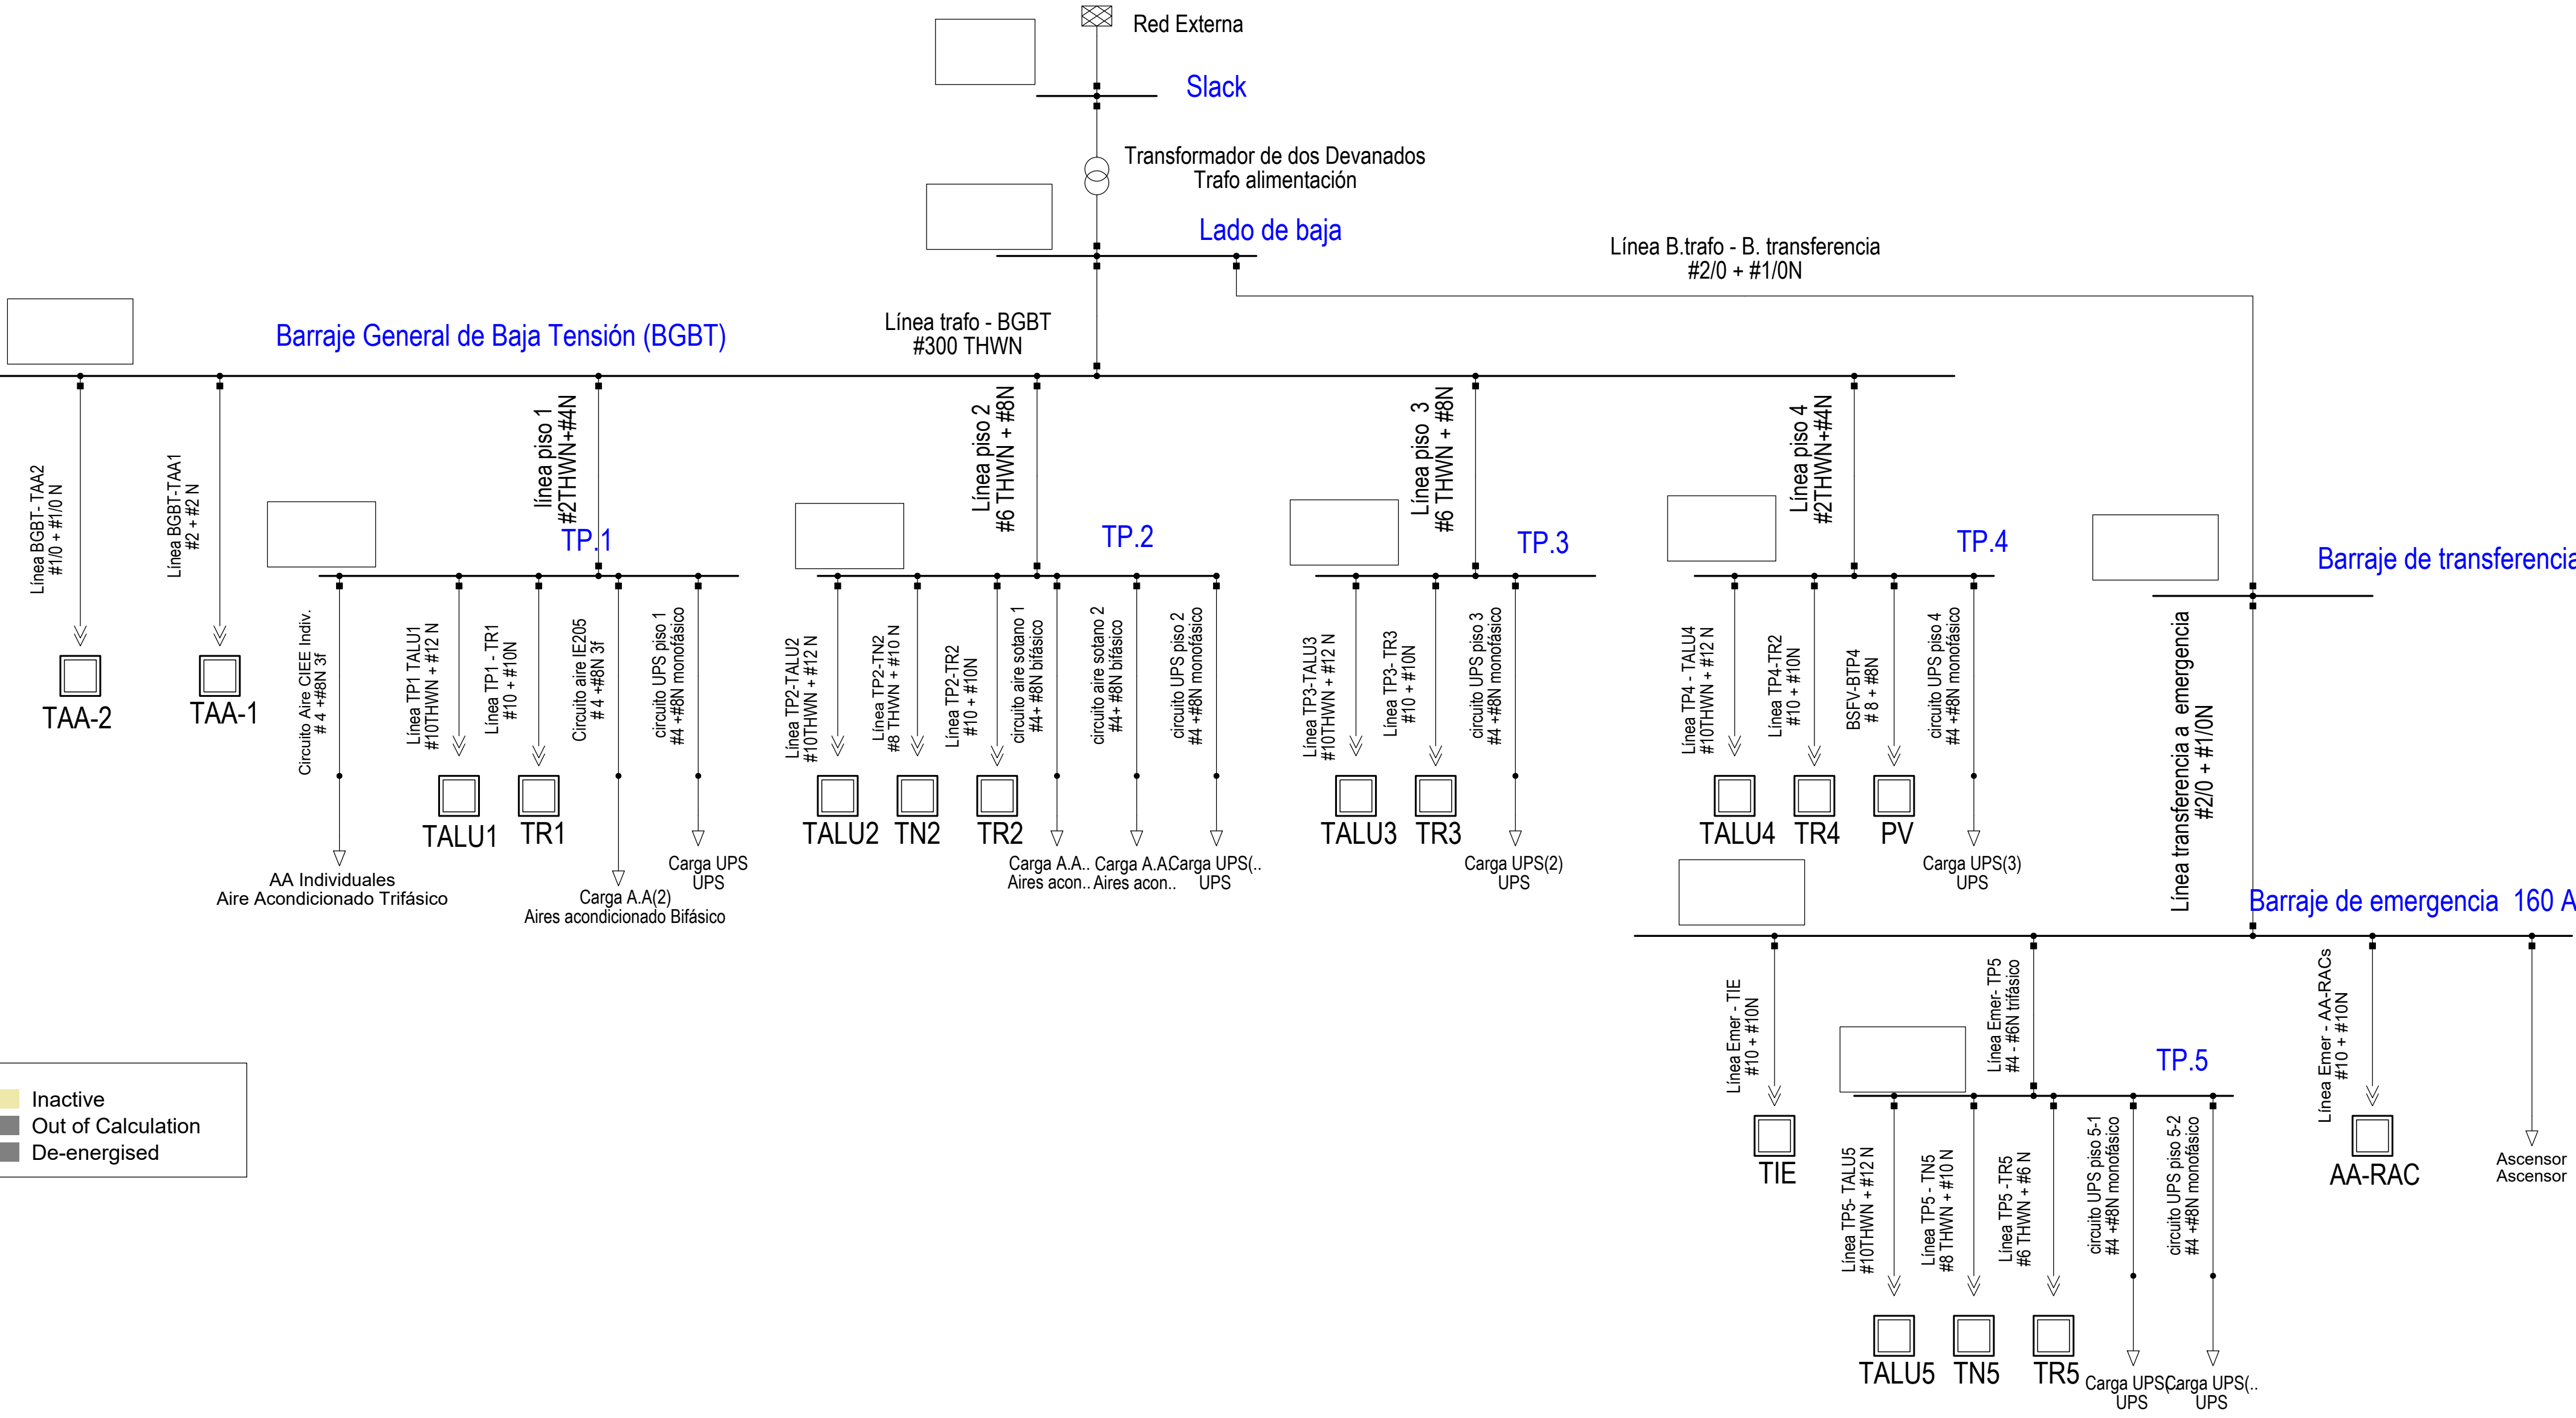 Red Externa
Slack
Transformador de dos Devanados
Trafo alimentación
Lado de baja
Línea B.trafo - B. transferencia
#2/0 + #1/0N
Línea trafo - BGBT
#300 THWN
Barraje General de Baja Tensión (BGBT)
Línea BGBT- TAA2
#1/0 + #1/0 N
TAA-2
Línea BGBT-TAA1
#2 + #2 N
TAA-1
línea piso 1
#2THWN+#4N
TP.1
Línea piso 2
#6 THWN + #8N
TP.2
Línea piso  3
#6 THWN + #8N
TP.3
Línea piso 4
#2THWN+#4N
TP.4
Barraje de transferencia
Circuito Aire CIEE Indiv.
# 4 +#8N 3f
AA Individuales
Aire Acondicionado Trifásico
Línea TP1 TALU1
#10THWN + #12 N
TALU1
Línea TP1 - TR1
#10 + #10N
TR1
Circuito aire IE205
# 4 +#8N 3f
Carga A.A(2)
Aires acondicionado Bifásico
circuito UPS piso 1
#4 +#8N monofásico
Carga UPS
UPS
Línea TP2-TALU2
#10THWN + #12 N
TALU2
Línea TP2-TN2
#8 THWN + #10 N
TN2
Línea TP2-TR2
#10 + #10N
TR2
circuito aire sotano 1
#4+ #8N bifásico
Carga A.A..
Aires acon..
circuito aire sotano 2
#4+ #8N bifásico
Carga A.A.
Aires acon..
circuito UPS piso 2
#4 +#8N monofásico
Carga UPS(..
UPS
Línea TP3-TALU3
#10THWN + #12 N
TALU3
Línea TP3- TR3
#10 + #10N
TR3
circuito UPS piso 3
#4 +#8N monofásico
Carga UPS(2)
UPS
Línea TP4 - TALU4
#10THWN + #12 N
TALU4
Línea TP4-TR2
#10 + #10N
TR4
BSFV-BTP4
# 8 + #8N
PV
circuito UPS piso 4
#4 +#8N monofásico
Carga UPS(3)
UPS
Línea transferencia a  emergencia
#2/0 + #1/0N
Barraje de emergencia  160 A
Línea Emer - TIE
#10 + #10N
TIE
Línea Emer- TP5
#4 - #6N trifásico
TP.5
Línea Emer - AA-RACs
#10 + #10N
AA-RAC
Ascensor
Ascensor
Línea TP5- TALU5
#10THWN + #12 N
TALU5
Línea TP5 - TN5
#8 THWN + #10 N
TN5
Línea TP5 -TR5
#6 THWN + #6 N
TR5
circuito UPS piso 5-1
#4 +#8N monofásico
Carga UPS(..
UPS
circuito UPS piso 5-2
#4 +#8N monofásico
Carga UPS(..
UPS
Inactive
Out of Calculation
De-energised